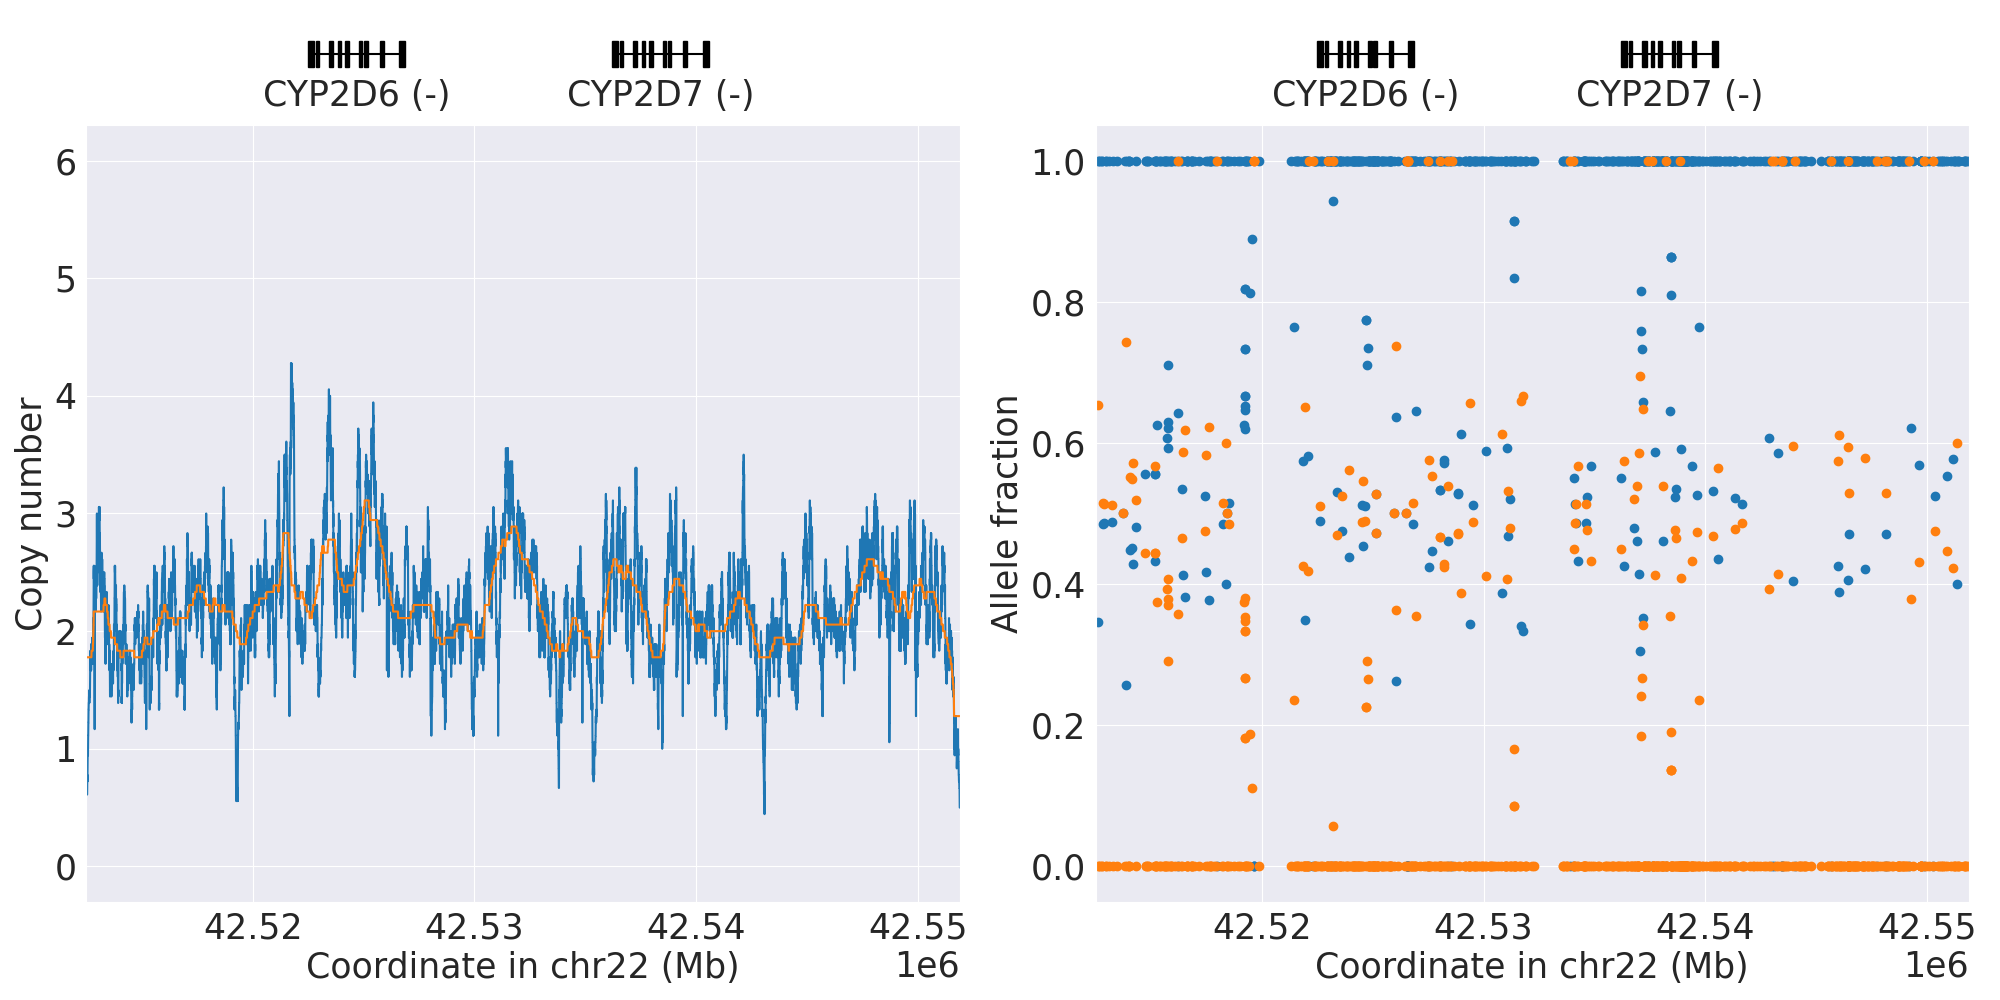 CYP2D6 (-) CYP2D7 (-)
6
5
4
3
2
1
0
Copy number
42.52 42.53 42.54 42.55
Coordinate in chr22 (Mb) 1e6
CYP2D6 (-) CYP2D7 (-)
1.0
0.8
0.6
0.4
0.2
0.0
Allele fraction
42.52 42.53 42.54 42.55
Coordinate in chr22 (Mb) 1e6